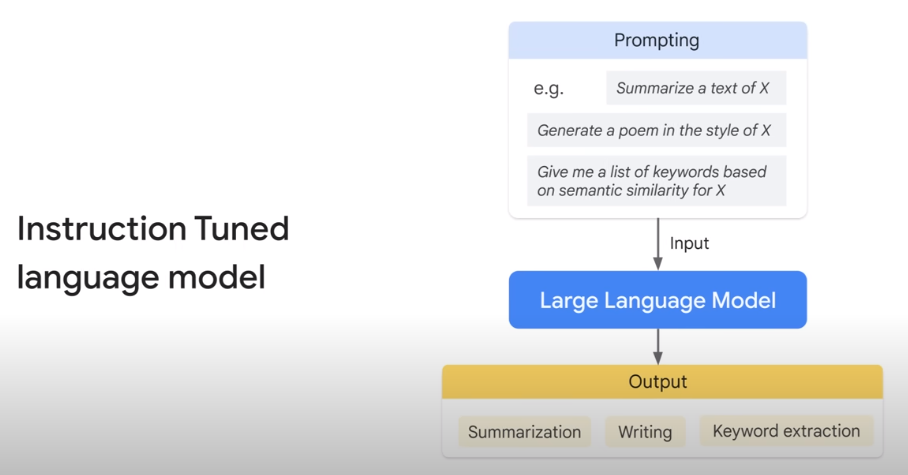 Instruction Tuned
language model
Prompting
e.g.
Summarize a text of X
Generate a poem in the style of X
Give me a list of keywords based
on semantic similarity for X
Input
Large Language Model
Output
Summarization
Writing
Keyword extraction